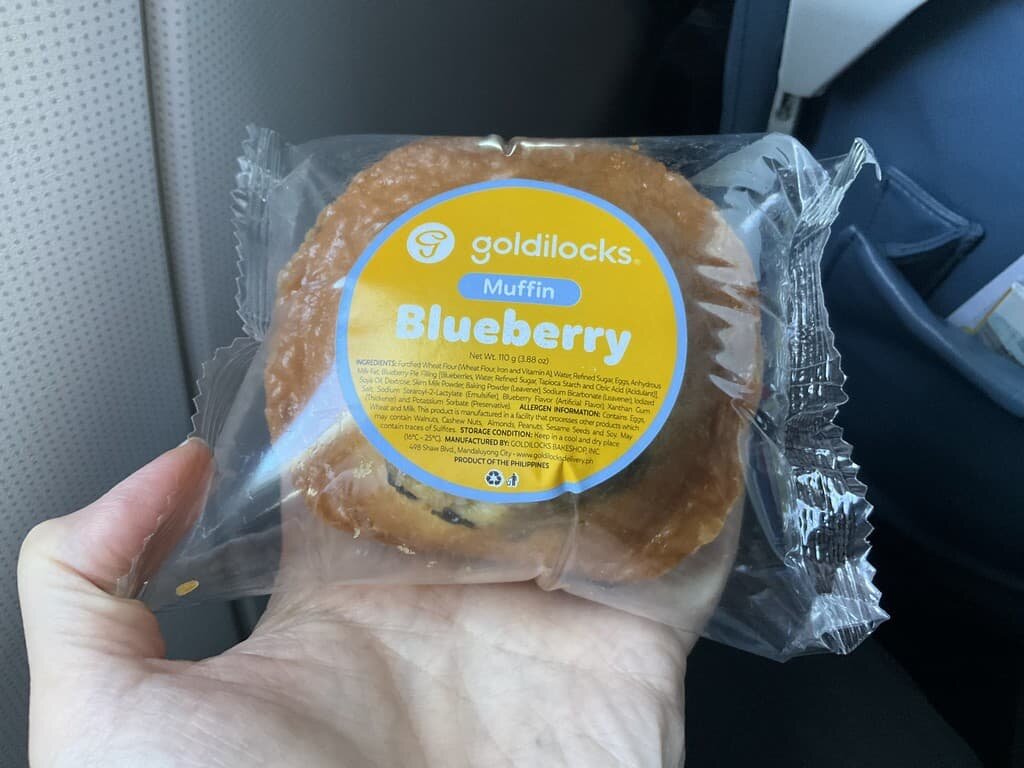 goldilocks®
Muffin
Blueberry
Net Wt. 110 g (3.88 oz)
INGREDIENTS: Fortified Wheat Flour (Wheat Flour, Iron and Vitamin A), Water, Refined Sugar, Eggs, Anhydrous
Milk Fat, Blueberry Pie Filling [Blueberries, Water, Refined Sugar, Tapioca Starch and Citric Acid (Acidulant)],
Soya Oil, Dextrose, Skim Milk Powder, Baking Powder (Leavener), Sodium Bicarbonate (Leavener), Iodized
Salt, Sodium Stearoyl-2-Lactylate (Emulsifier), Blueberry Flavor (Artificial Flavor), Xanthan Gum
(Thickener) and Potassium Sorbate (Preservative). ALLERGEN INFORMATION: Contains Eggs,
Wheat and Milk. This product is manufactured in a facility that processes other products which
may contain Walnuts, Cashew Nuts, Almonds, Peanuts, Sesame Seeds and Soy. May
contain traces of Sulfites. STORAGE CONDITION: Keep in a cool and dry place
(16°C - 25°C). MANUFACTURED BY: GOLDILOCKS BAKESHOP, INC
498 Shaw Blvd., Mandaluyong City • www.goldilocksdelivery.ph
PRODUCT OF THE PHILIPPINES